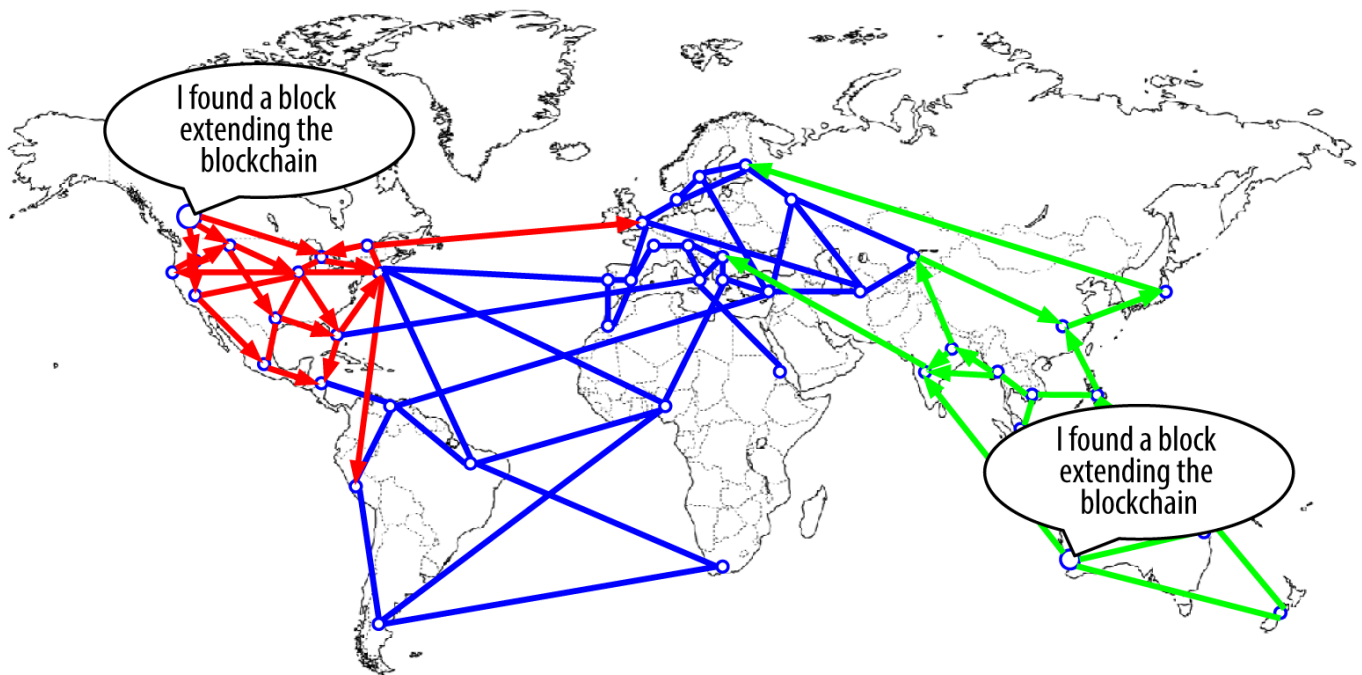 I found a block
extending the
blockchain
I found a block
extending the
blockchain